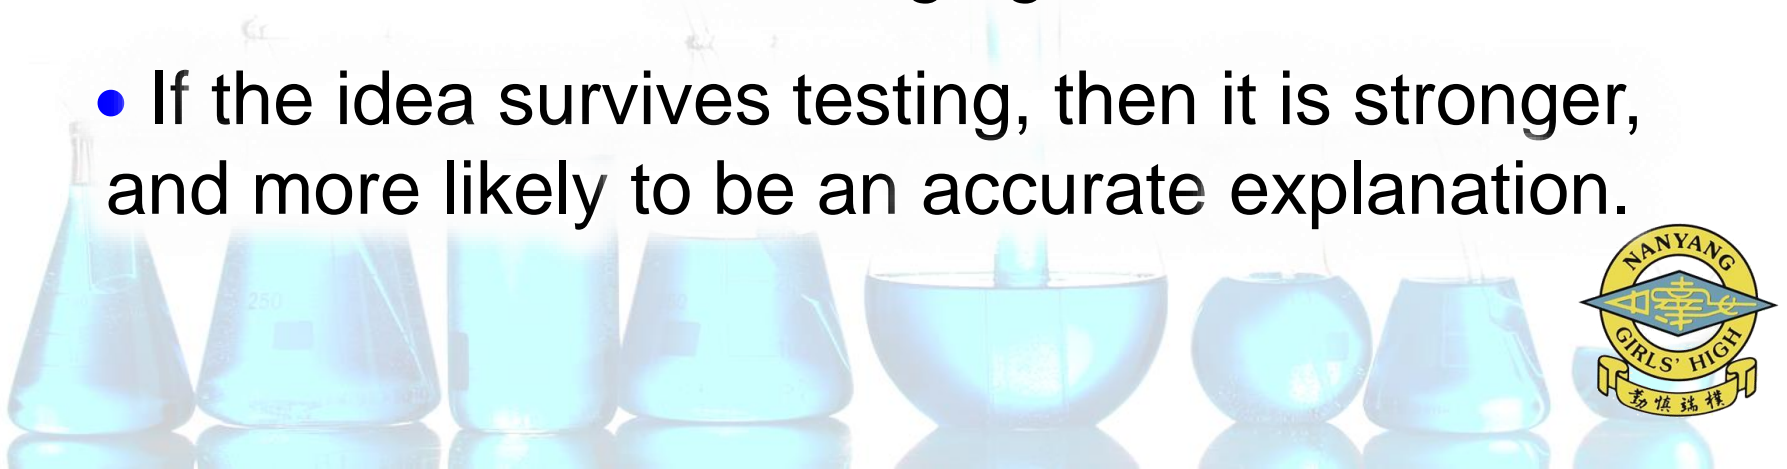 • If the idea survives testing, then it is stronger,
and more likely to be an accurate explanation.
250
NANYANG
GIRLS' HIGH
勤慎端樸